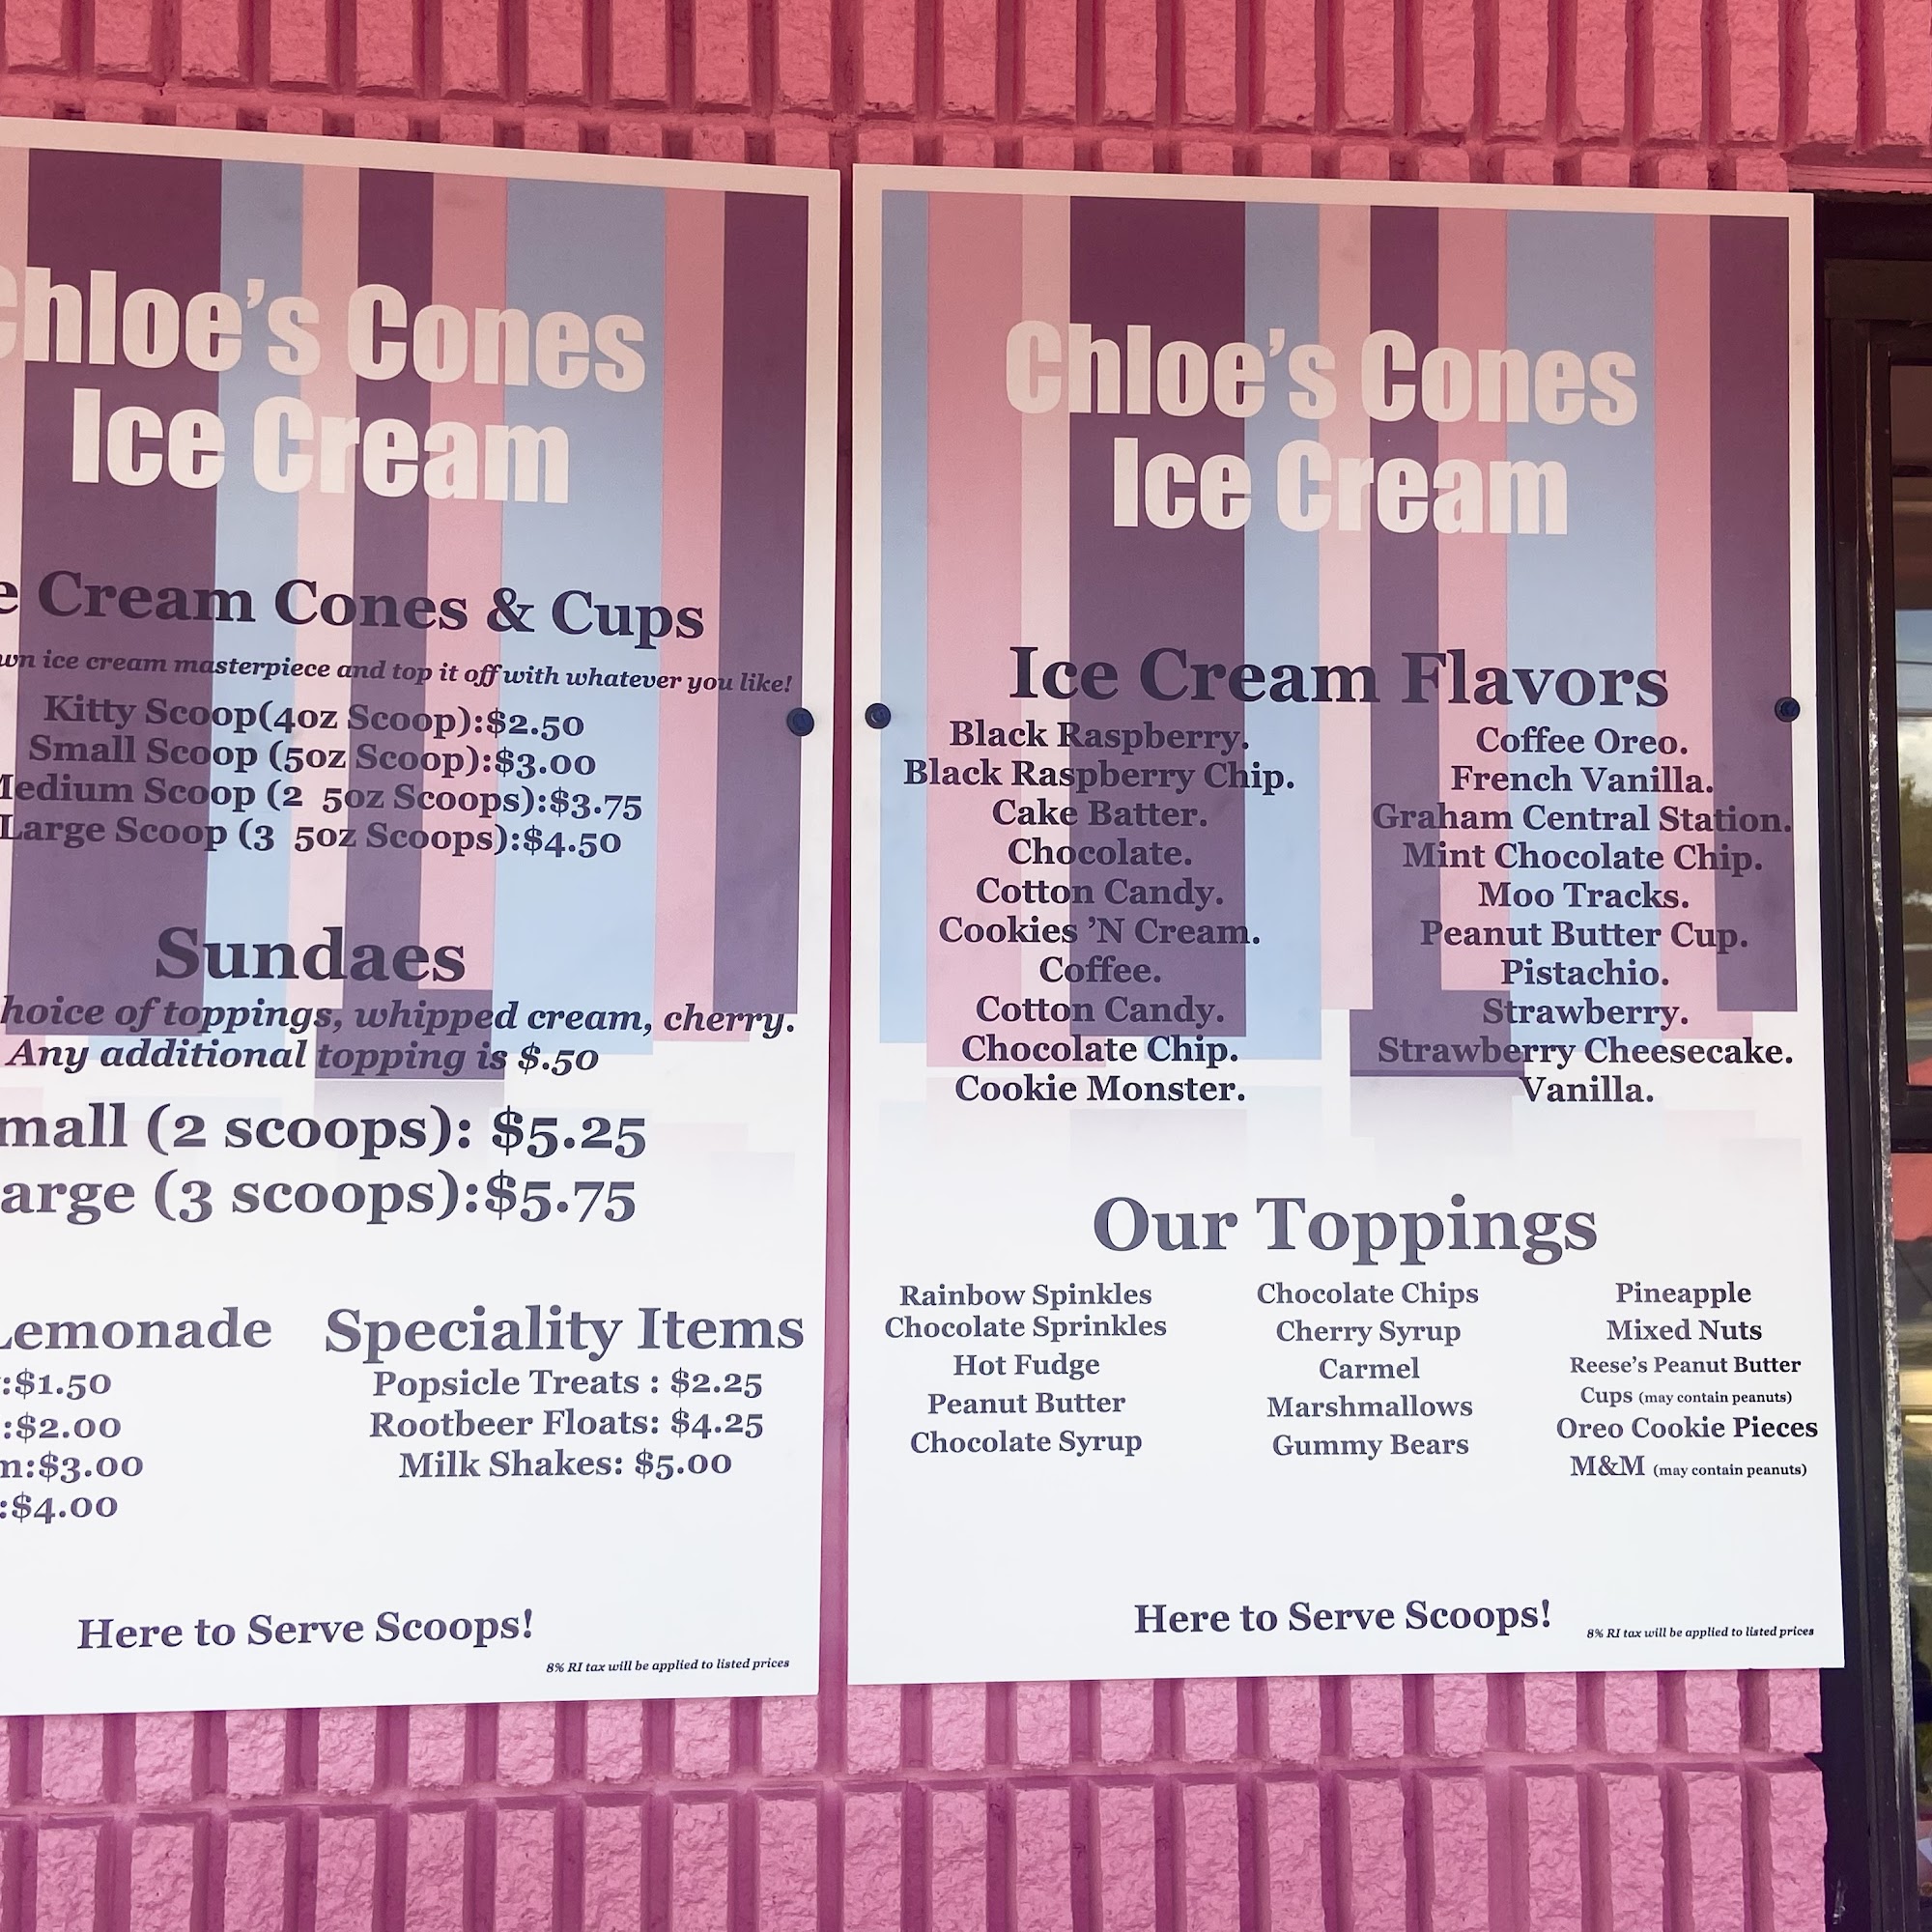 Chloe's Cones
Ice Cream
Cream Cones & Cups
ice cream masterpiece and top it off with whatever you like!
Kitty Scoop(4oz Scoop):$2.50
Small Scoop (5oz Scoop):$3.00
Medium Scoop (2 5oz Scoops):$3.75
Large Scoop (3 5oz Scoops):$4.50
Sundaes
hoice of toppings, whipped cream, cherry.
Any additional topping is $.50
mall (2 scoops): $5.25
arge (3 scoops):$5.75
Lemonade
:$1.50
:$2.00
m:$3.00
:$4.00
Speciality Items
Popsicle Treats : $2.25
Rootbeer Floats: $4.25
Milk Shakes: $5.00
Here to Serve Scoops!
8% RI tax will be applied to listed prices
Chloe's Cones
Ice Cream
Ice Cream Flavors
Black Raspberry.
Black Raspberry Chip.
Cake Batter.
Chocolate.
Cotton Candy.
Cookies 'N Cream.
Coffee.
Cotton Candy.
Chocolate Chip.
Cookie Monster.
Coffee Oreo.
French Vanilla.
Graham Central Station.
Mint Chocolate Chip.
Moo Tracks.
Peanut Butter Cup.
Pistachio.
Strawberry.
Strawberry Cheesecake.
Vanilla.
Our Toppings
Rainbow Spinkles
Chocolate Sprinkles
Hot Fudge
Peanut Butter
Chocolate Syrup
Chocolate Chips
Cherry Syrup
Carmel
Marshmallows
Gummy Bears
Pineapple
Mixed Nuts
Reese's Peanut Butter
Cups (may contain peanuts)
Oreo Cookie Pieces
M&M (may contain peanuts)
Here to Serve Scoops!
8% RI tax will be applied to listed prices